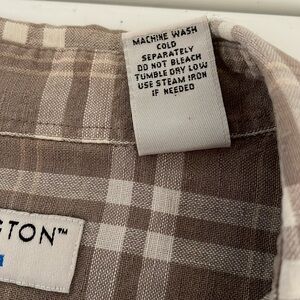 MACHINE WASH
COLD
SEPARATELY
DO NOT BLEACH
TUMBLE DRY LOW
USE STEAM IRON
IF NEEDED
GTON™